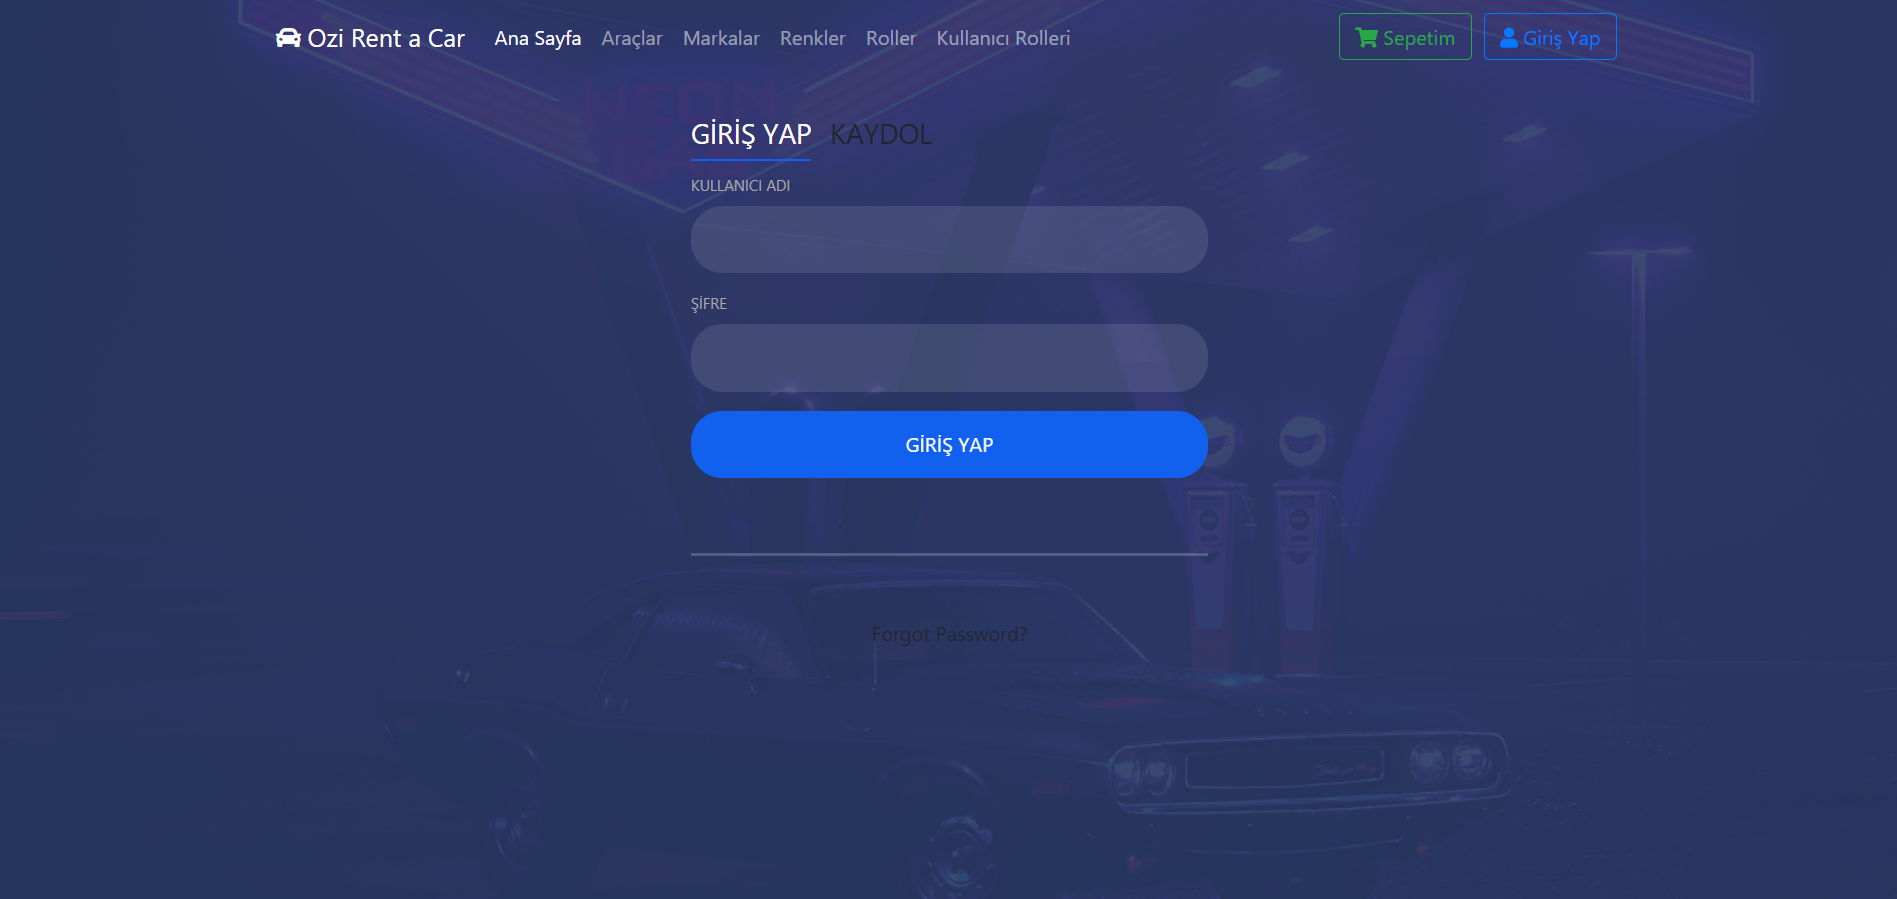 Ozi Rent a Car Ana Sayfa Araçlar Markalar Renkler Roller Kullanıcı Rolleri Sepetim Giriş Yap
NEON
GİRİŞ YAP KAYDOL
KULLANICI ADI
ŞİFRE
GİRİŞ YAP
Forgot Password?